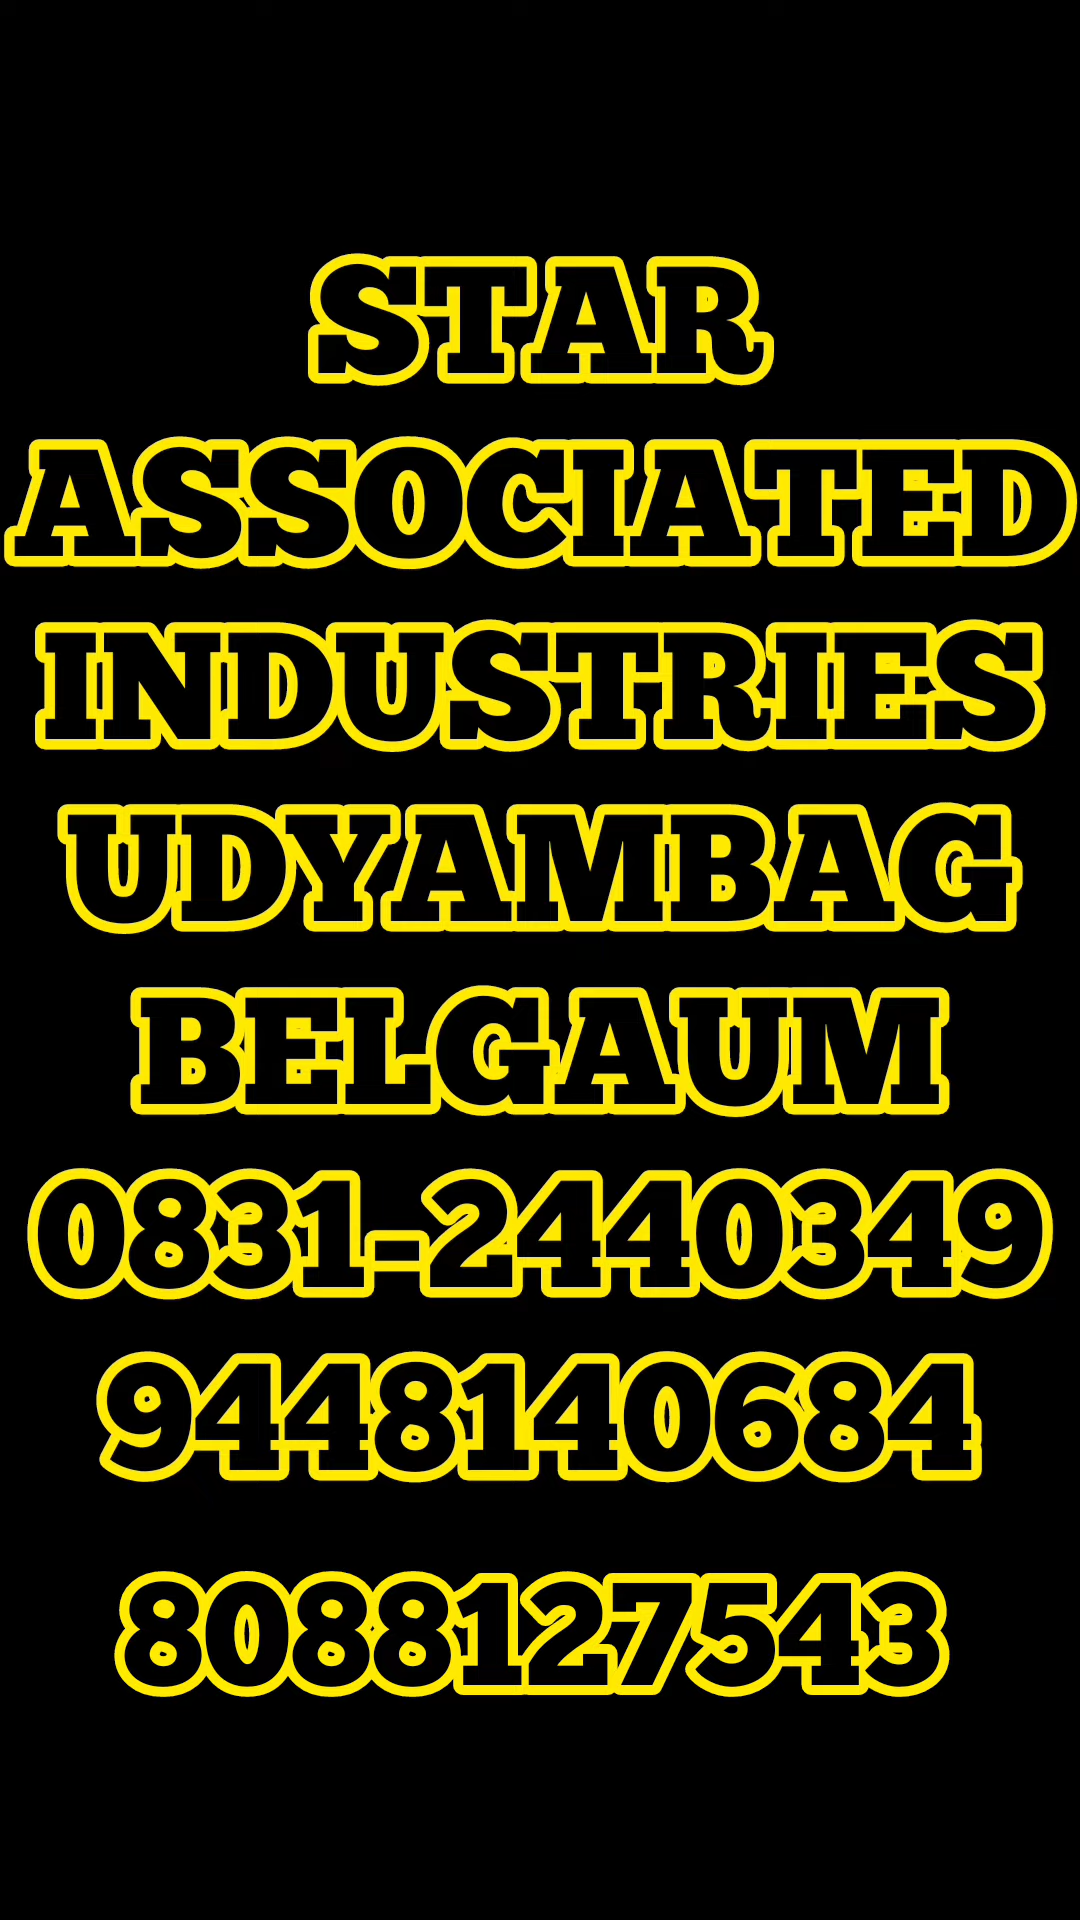 STAR
ASSOCIATED
INDUSTRIES
UDYAMBAG
BELGAUM
0831-2440349
9448140684
8088127543